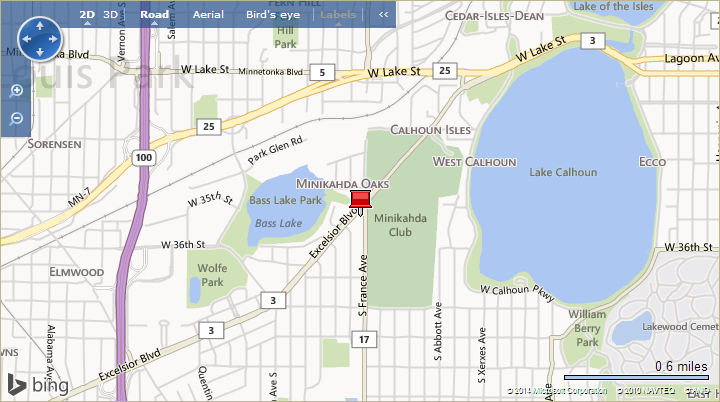 2D 3D Road Aerial Bird's eye Labels <<
FERN HILL
Hill
Park
CEDAR-ISLES-DEAN
Lake of the Isles
Vernon Ave S
Salem Ave
Minnetonka Blvd
W Lake St
Minnetonka Blvd
5
W Lake St
25
W Lake St
3
Lagoon Av
uis Park
25
SORENSEN
Park Glen Rd
CALHOUN ISLES
100
MN-7
WEST CALHOUN
Lake Calhoun
ECCO
MINIKAHDA OAKS
W 35th St
Bass Lake Park
Bass Lake
Minikahda
Club
W 36th St
Excelsior Blvd
W 36th St
ELMWOOD
Wolfe
Park
S France Ave
W Calhoun Pkwy
3
3
17
S Abbott Ave
S Xerxes Ave
William
Berry
Park
Lakewood Cemet
Alabama Ave
Excelsior Blvd
Quentin
Ave S
0.6 miles
bing
© 2014 Microsoft Corporation © 2010 NAVTEQ © AND
EAST H